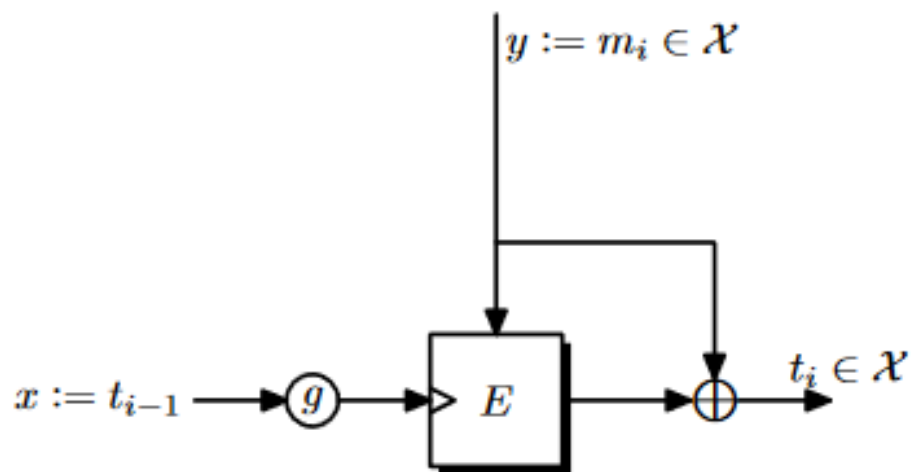 y := m_i ∈ 𝒳
x := t_{i−1}
g
E
t_i ∈ 𝒳